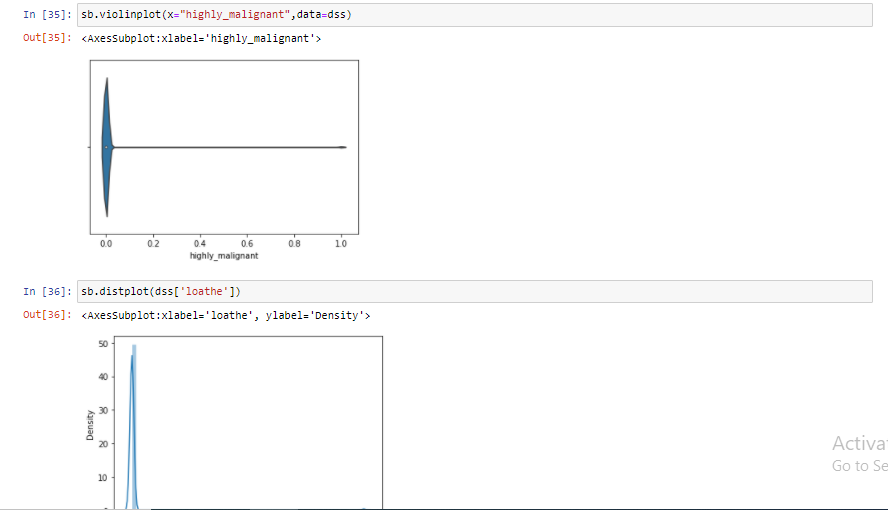 In [35]: sb.violinplot(x="highly_malignant",data=dss)
Out[35]: <AxesSubplot:xlabel='highly_malignant'>
0.0 0.2 0.4 0.6 0.8 1.0
highly_malignant
In [36]: sb.distplot(dss['loathe'])
Out[36]: <AxesSubplot:xlabel='loathe', ylabel='Density'>
50
40
30
20
10
Density
Activa
Go to Se